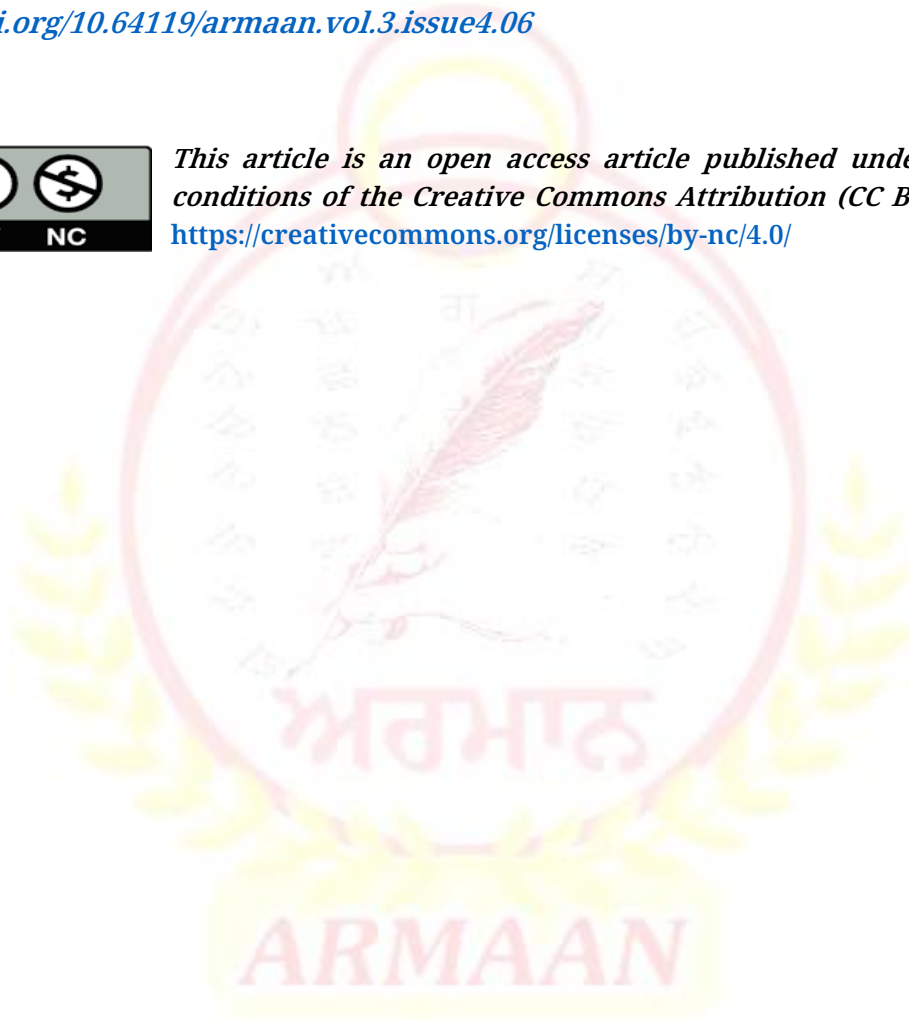 i.org/10.64119/armaan.vol.3.issue4.06
This article is an open access article published unde
conditions of the Creative Commons Attribution (CC B
NC
https://creativecommons.org/licenses/by-nc/4.0/
ਅਰਮਾਨ
ARMAAN